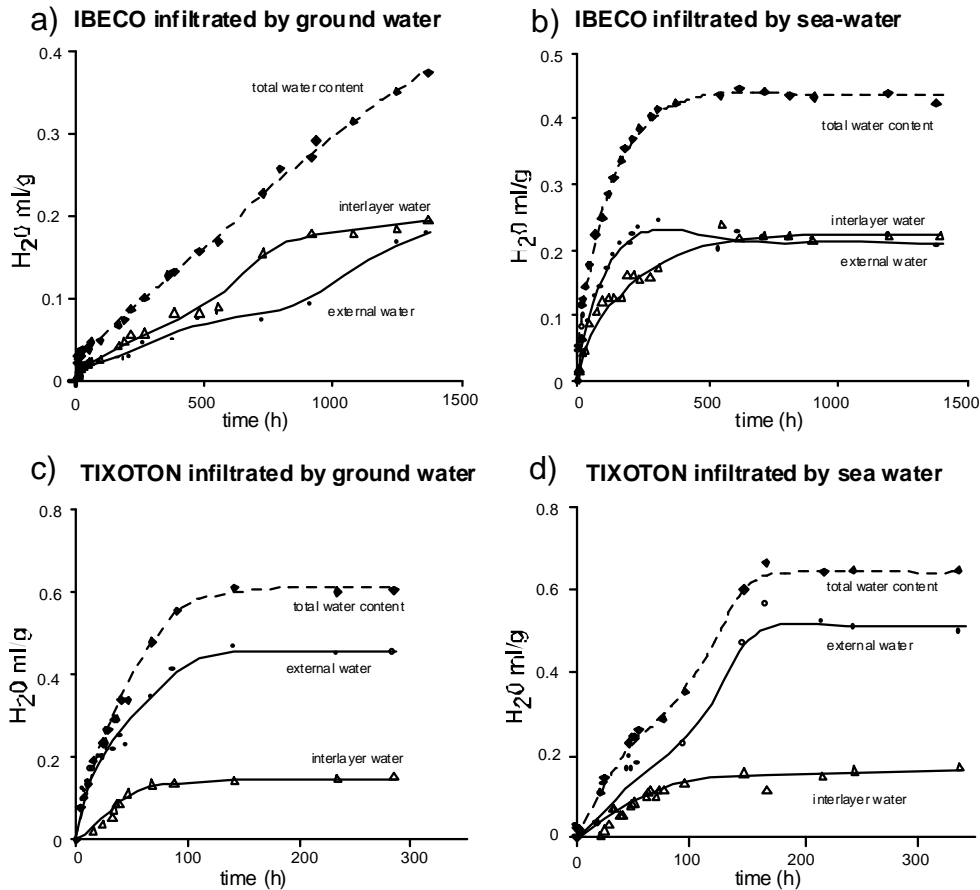 a) IBECO infiltrated by ground water
H₂O ml/g
0.4
0.3
0.2
0.1
0
total water content
interlayer water
external water
0 500 1000 1500
time (h)
b) IBECO infiltrated by sea-water
H₂O ml/g
0.5
0.4
0.3
0.2
0.1
0
total water content
interlayer water
external water
0 500 1000 1500
time (h)
c) TIXOTON infiltrated by ground water
H₂O ml/g
0.8
0.6
0.4
0.2
0
total water content
external water
interlayer water
0 100 200 300
time (h)
d) TIXOTON infiltrated by sea water
H₂O ml/g
0.8
0.6
0.4
0.2
0
total water content
external water
interlayer water
0 100 200 300
time (h)